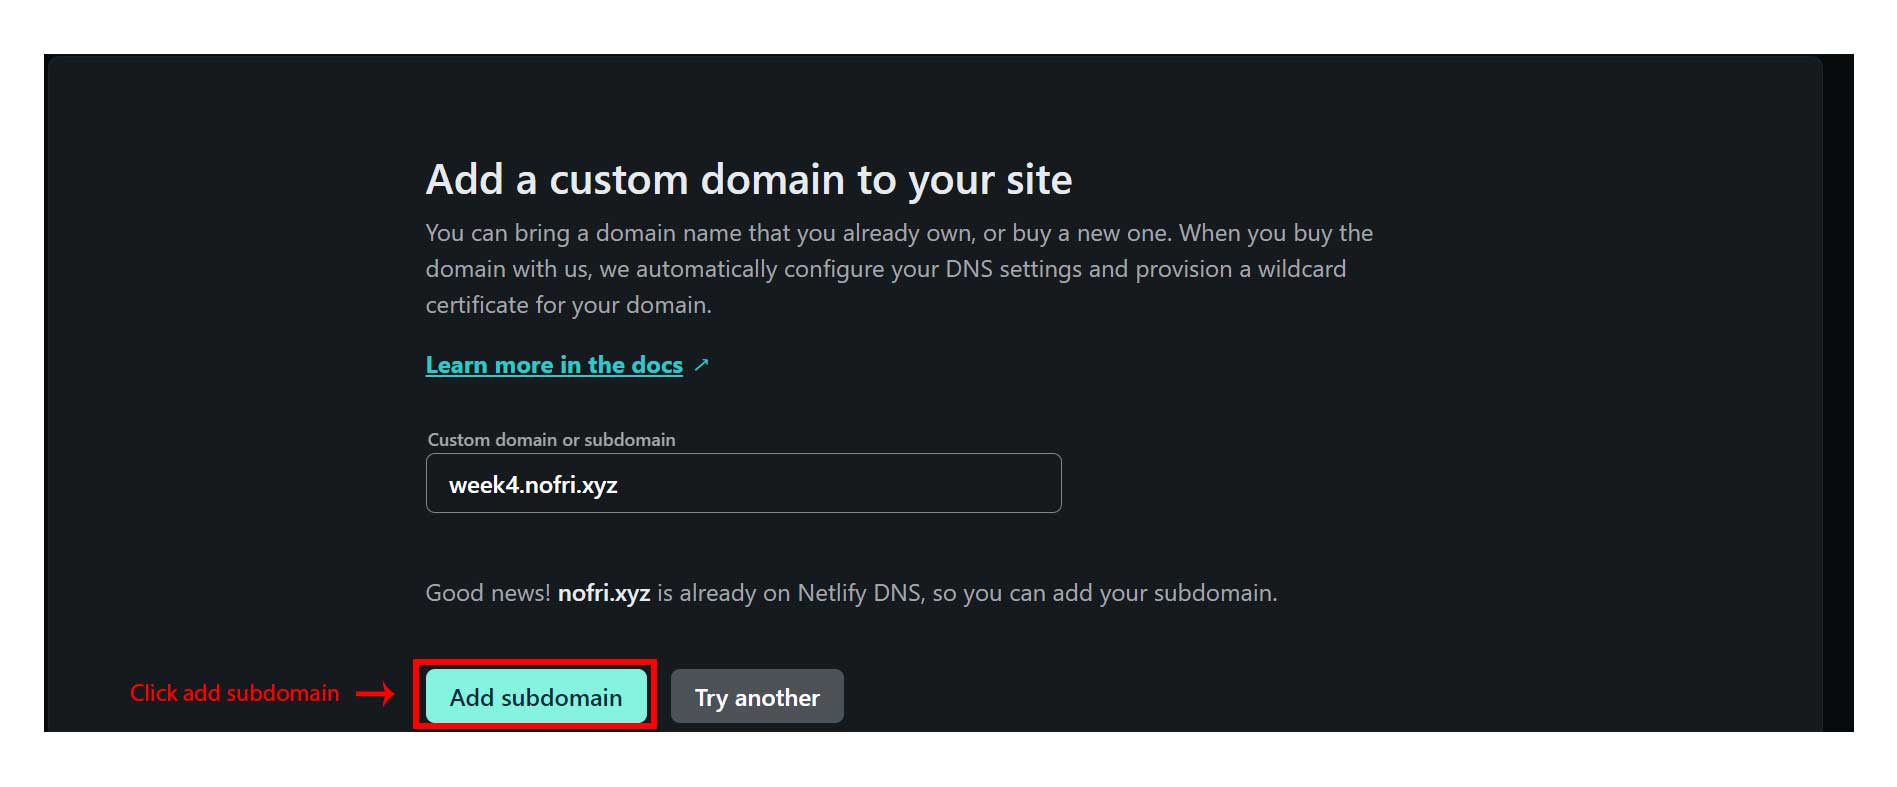 Add a custom domain to your site
You can bring a domain name that you already own, or buy a new one. When you buy the
domain with us, we automatically configure your DNS settings and provision a wildcard
certificate for your domain.
Learn more in the docs ↗
Custom domain or subdomain
week4.nofri.xyz
Good news! nofri.xyz is already on Netlify DNS, so you can add your subdomain.
Click add subdomain → Add subdomain Try another